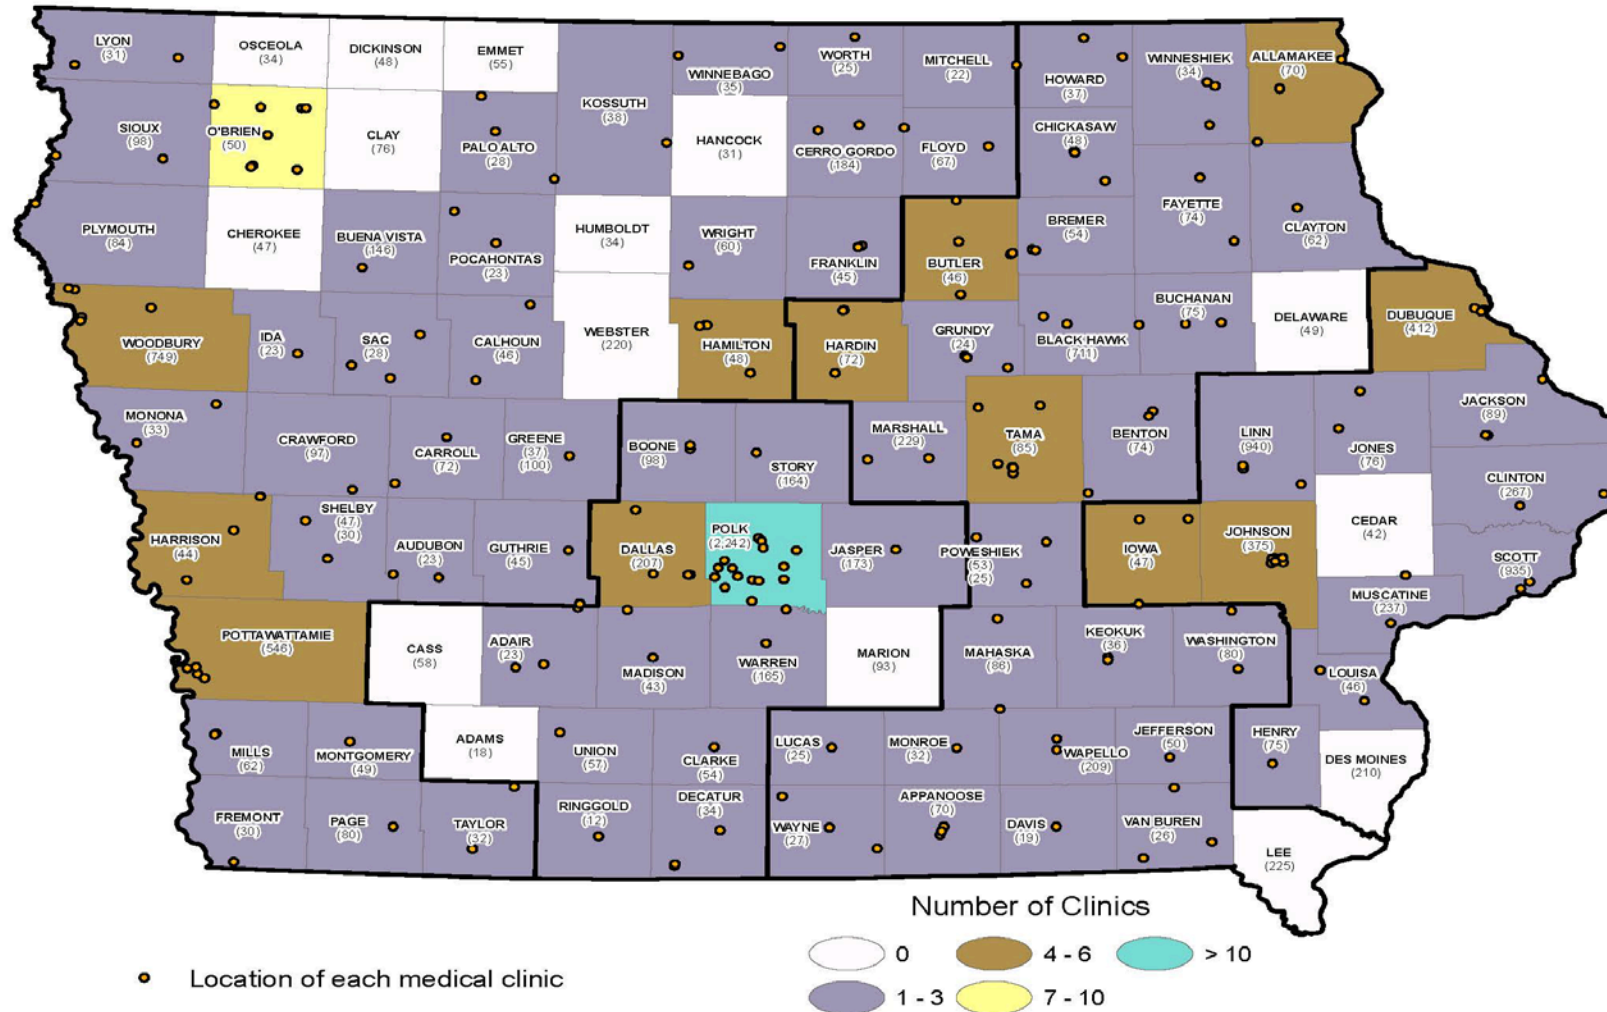 LYON
(31)
OSCEOLA
(34)
DICKINSON
(48)
EMMET
(55)
KOSSUTH
(38)
WINNEBAGO
(35)
WORTH
(25)
MITCHELL
(22)
HOWARD
(37)
WINNESHIEK
(34)
ALLAMAKEE
(70)
SIOUX
(98)
O'BRIEN
(50)
CLAY
(76)
PALO ALTO
(28)
HANCOCK
(31)
CERRO GORDO
(184)
FLOYD
(67)
CHICKASAW
(48)
PLYMOUTH
(84)
CHEROKEE
(47)
BUENA VISTA
(146)
POCAHONTAS
(23)
HUMBOLDT
(34)
WRIGHT
(60)
FRANKLIN
(45)
BUTLER
(46)
BREMER
(54)
FAYETTE
(74)
CLAYTON
(62)
WOODBURY
(749)
IDA
(23)
SAC
(28)
CALHOUN
(46)
WEBSTER
(220)
HAMILTON
(48)
HARDIN
(72)
GRUNDY
(24)
BLACK HAWK
(711)
BUCHANAN
(75)
DELAWARE
(49)
DUBUQUE
(412)
MONONA
(33)
CRAWFORD
(97)
CARROLL
(72)
GREENE
(37)
(100)
BOONE
(98)
STORY
(164)
MARSHALL
(229)
TAMA
(85)
BENTON
(74)
LINN
(940)
JONES
(76)
JACKSON
(89)
CLINTON
(267)
HARRISON
(44)
SHELBY
(47)
(30)
AUDUBON
(23)
GUTHRIE
(45)
DALLAS
(207)
POLK
(2,242)
JASPER
(173)
POWESHIEK
(53)
(25)
IOWA
(47)
JOHNSON
(375)
CEDAR
(42)
SCOTT
(935)
MUSCATINE
(237)
POTTAWATTAMIE
(546)
CASS
(58)
ADAIR
(23)
MADISON
(43)
WARREN
(165)
MARION
(93)
MAHASKA
(86)
KEOKUK
(36)
WASHINGTON
(80)
LOUISA
(46)
MILLS
(62)
MONTGOMERY
(49)
ADAMS
(18)
UNION
(57)
CLARKE
(54)
LUCAS
(25)
MONROE
(32)
WAPELLO
(209)
JEFFERSON
(50)
HENRY
(75)
DES MOINES
(210)
FREMONT
(30)
PAGE
(80)
TAYLOR
(32)
RINGGOLD
(12)
DECATUR
(34)
WAYNE
(27)
APPANOOSE
(70)
DAVIS
(19)
VAN BUREN
(26)
LEE
(225)
Number of Clinics
0
4 - 6
> 10
1 - 3
7 - 10
Location of each medical clinic